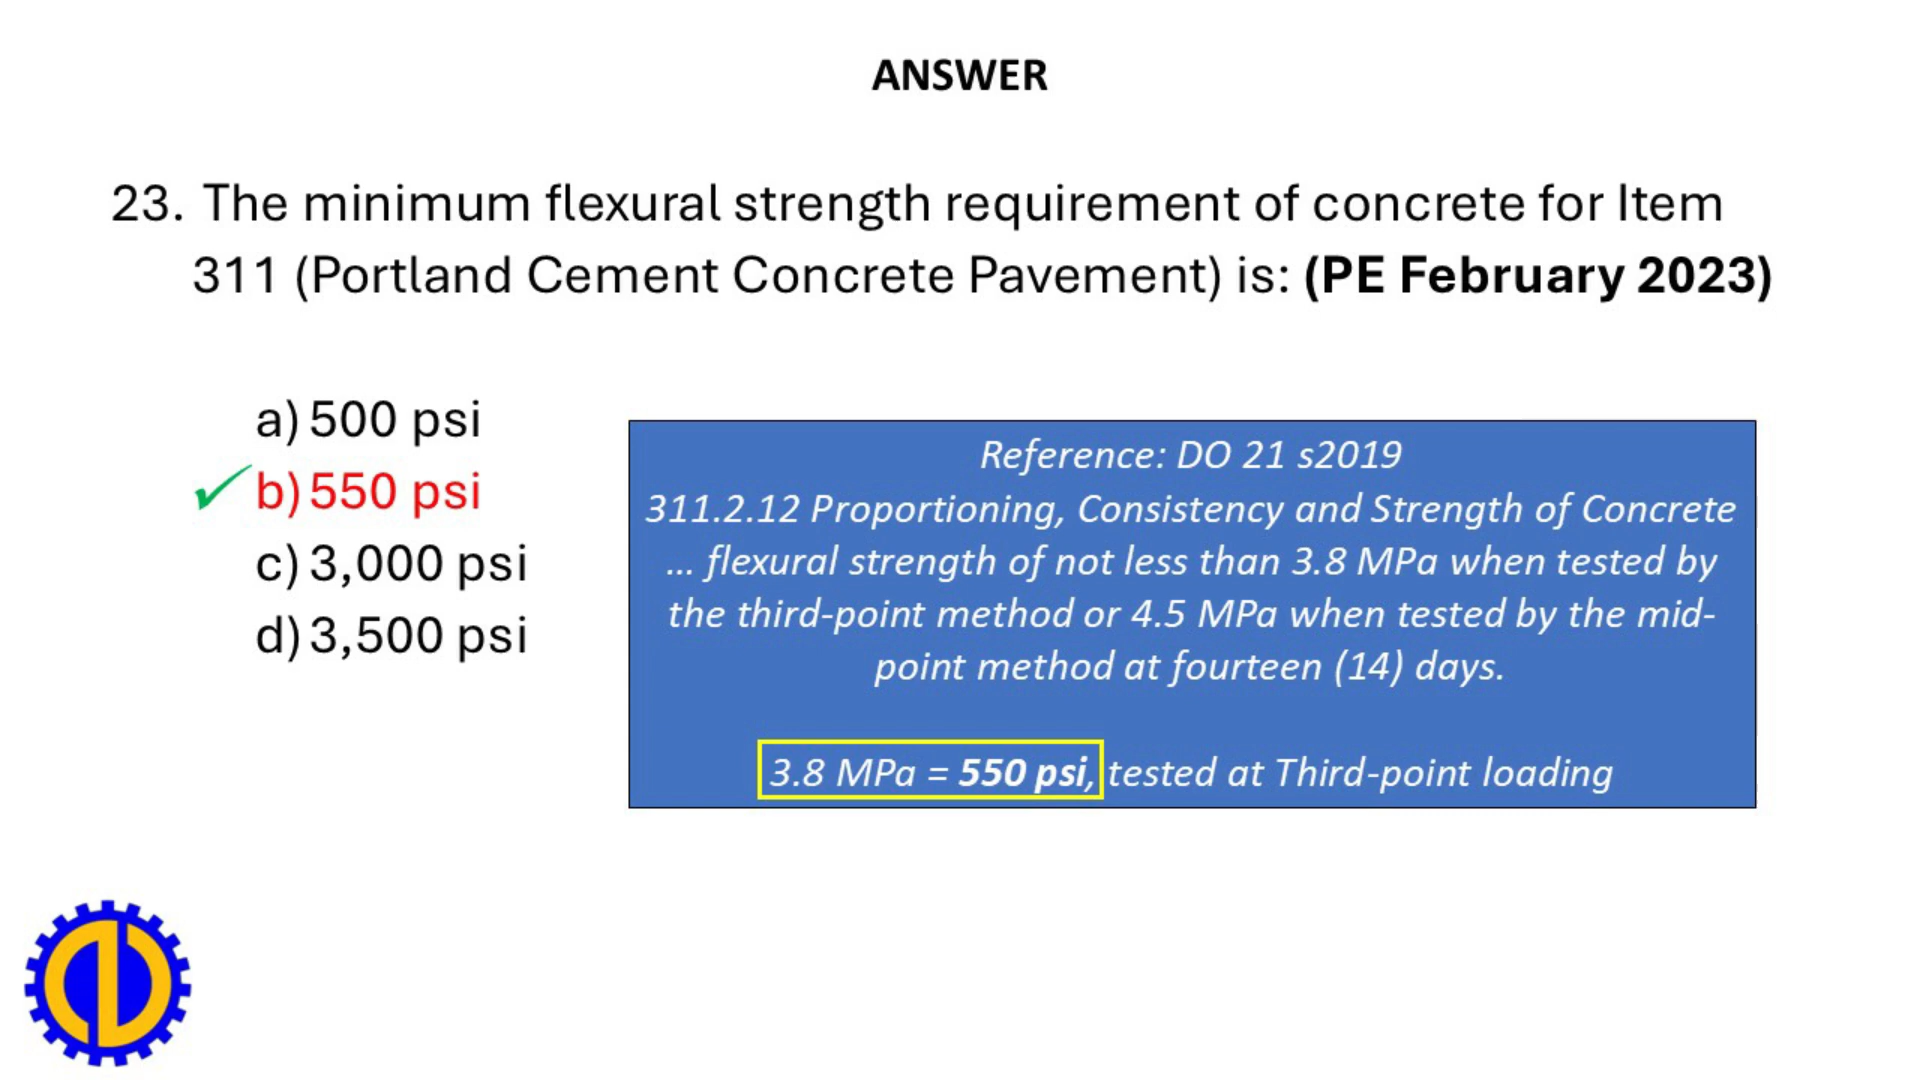 ANSWER
23. The minimum flexural strength requirement of concrete for Item
311 (Portland Cement Concrete Pavement) is: (PE February 2023)
a) 500 psi
b) 550 psi
c) 3,000 psi
d) 3,500 psi
Reference: DO 21 s2019
311.2.12 Proportioning, Consistency and Strength of Concrete
... flexural strength of not less than 3.8 MPa when tested by
the third-point method or 4.5 MPa when tested by the mid-
point method at fourteen (14) days.
3.8 MPa = 550 psi, tested at Third-point loading